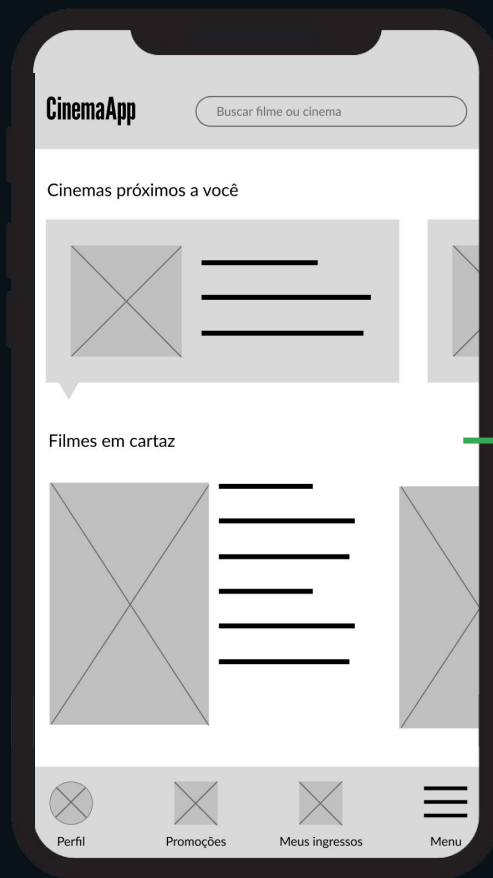 CinemaApp
Buscar filme ou cinema
Cinemas próximos a você
Filmes em cartaz
Perfil
Promoções
Meus ingressos
Menu